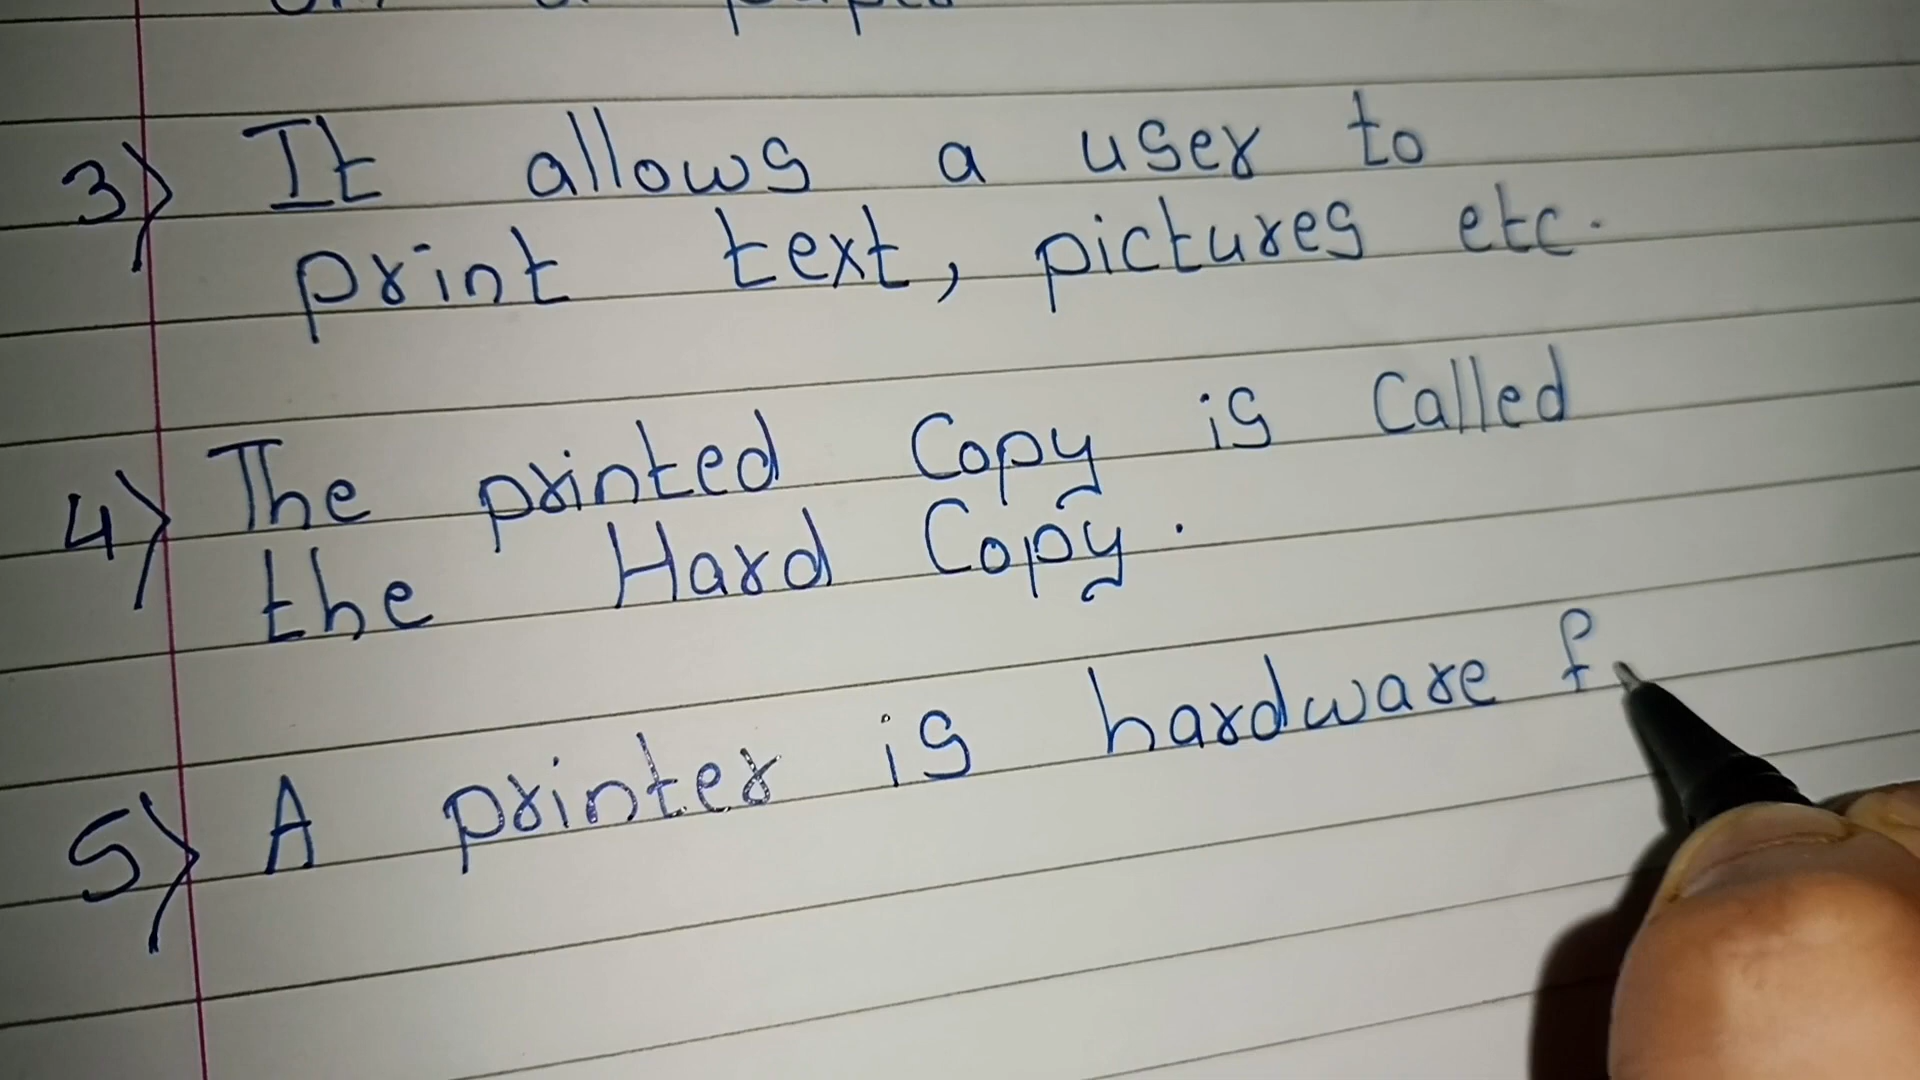 3) It allows a user to
print text, pictures etc.
4) The printed Copy is Called
the Hard Copy.
5) A printer is hardware f